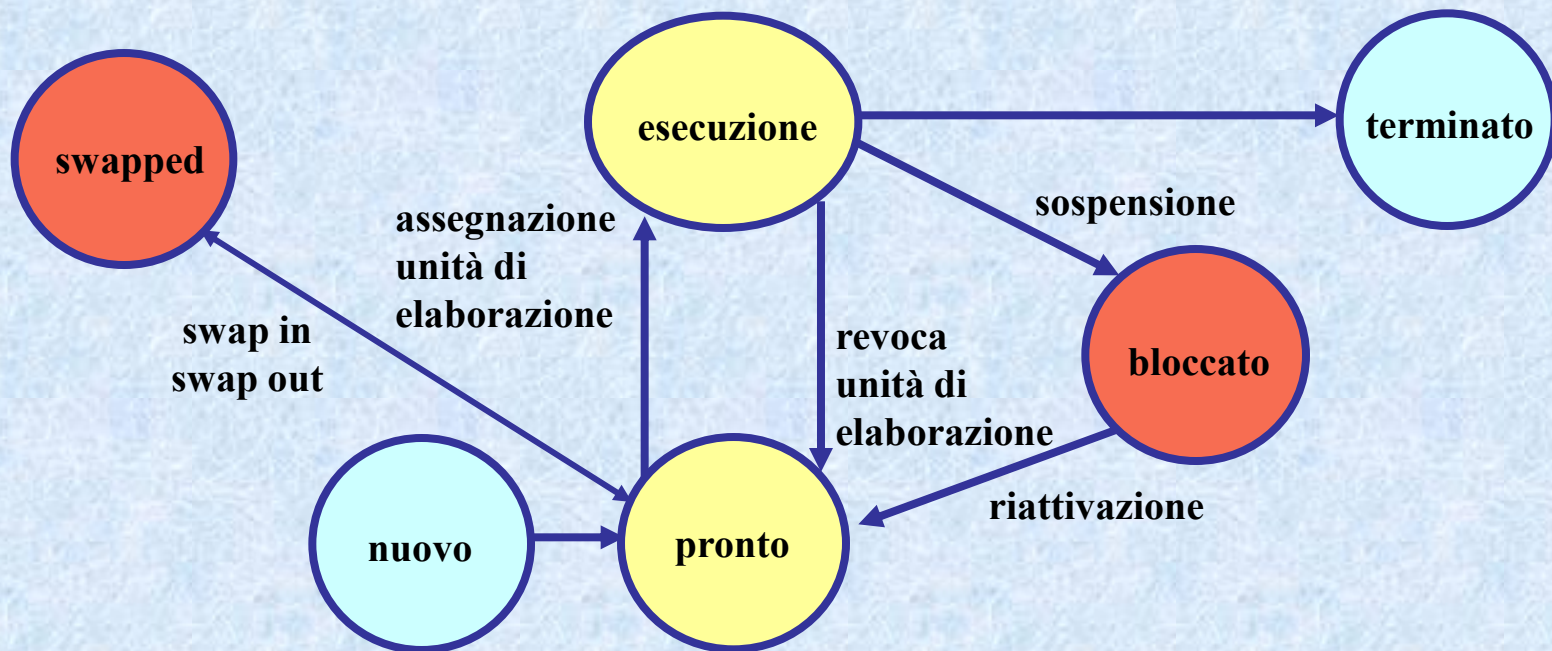 esecuzione
terminato
swapped
sospensione
assegnazione
unità di
elaborazione
swap in
swap out
revoca
unità di
elaborazione
bloccato
riattivazione
nuovo
pronto